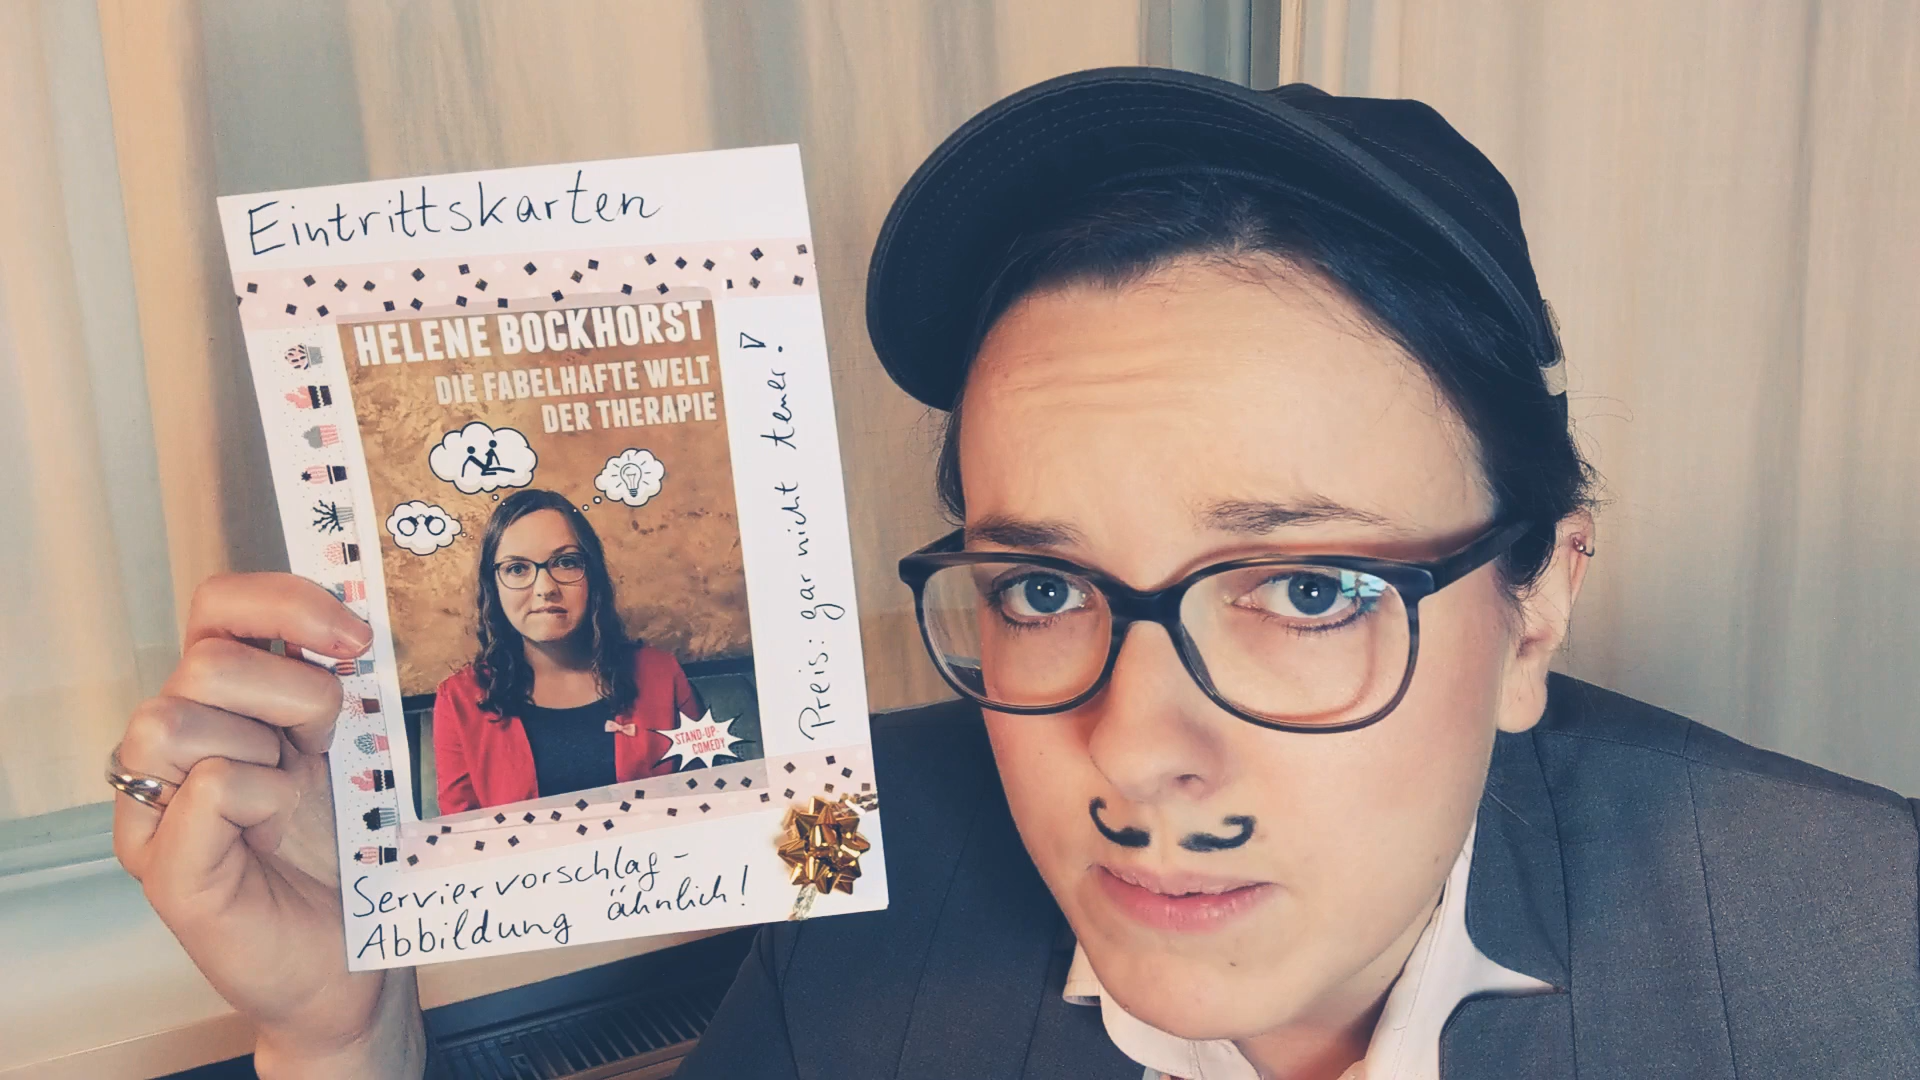 Eintrittskarten
HELENE BOCKHORST
DIE FABELHAFTE WELT
DER THERAPIE
STAND-UP-
COMEDY
Preis: gar nicht teuer!
Serviervorschlag -
Abbildung ähnlich!